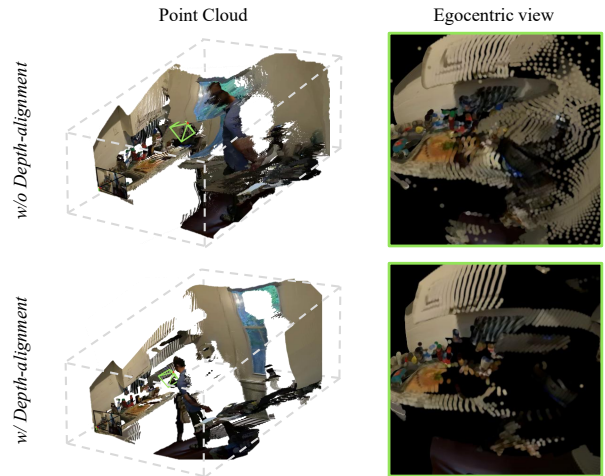 Point Cloud
Egocentric view
w/o Depth-alignment
w/ Depth-alignment